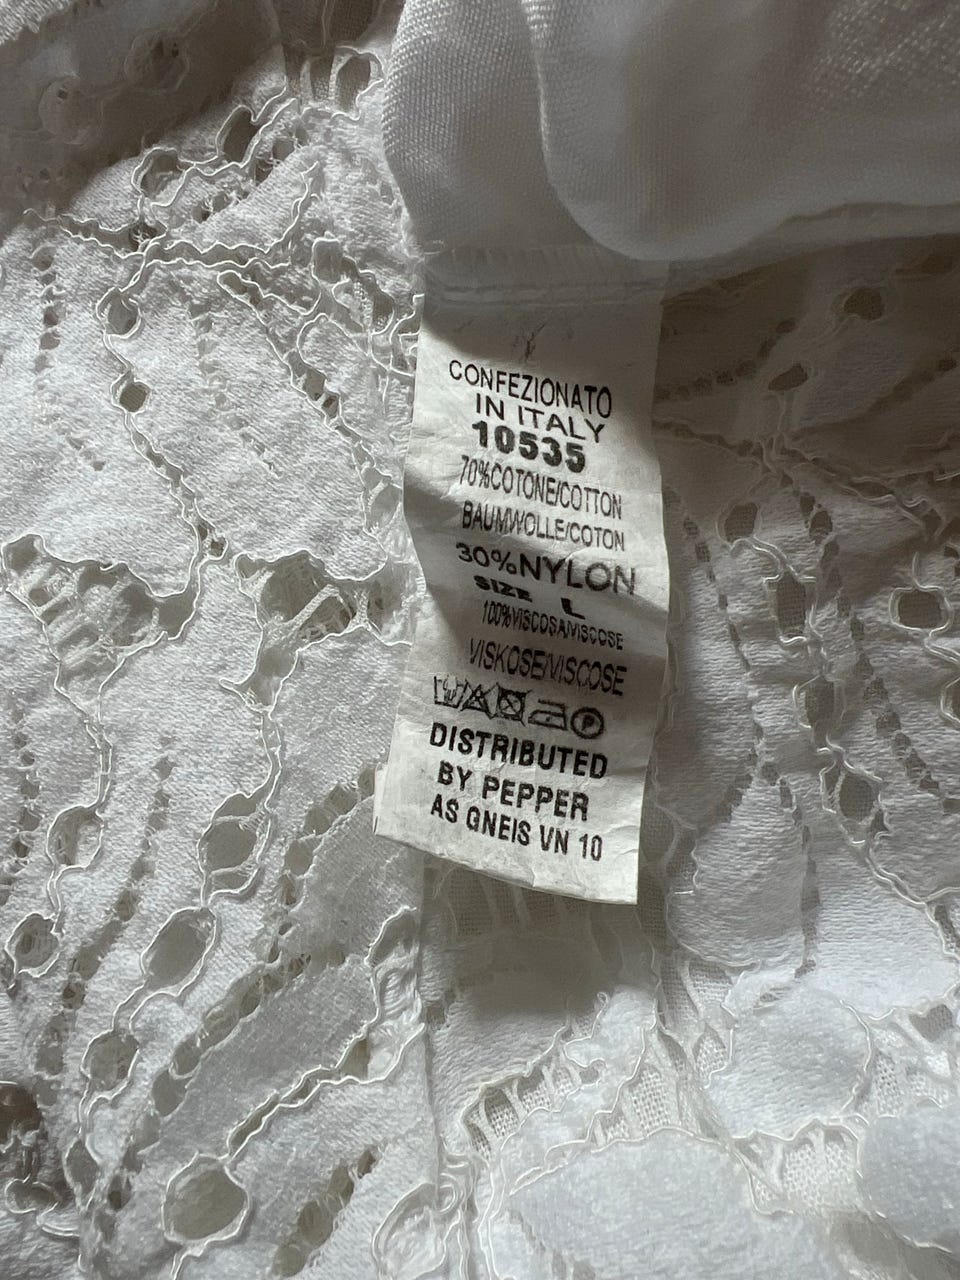 CONFEZIONATO
IN ITALY
10535
70%COTONE/COTTON
BAUMWOLLE/COTON
30%NYLON
SIZE L
100%VISCOSA/VISCOSE
VISKOSE/VISCOSE
P
DISTRIBUTED
BY PEPPER
AS GNEIS VN 10